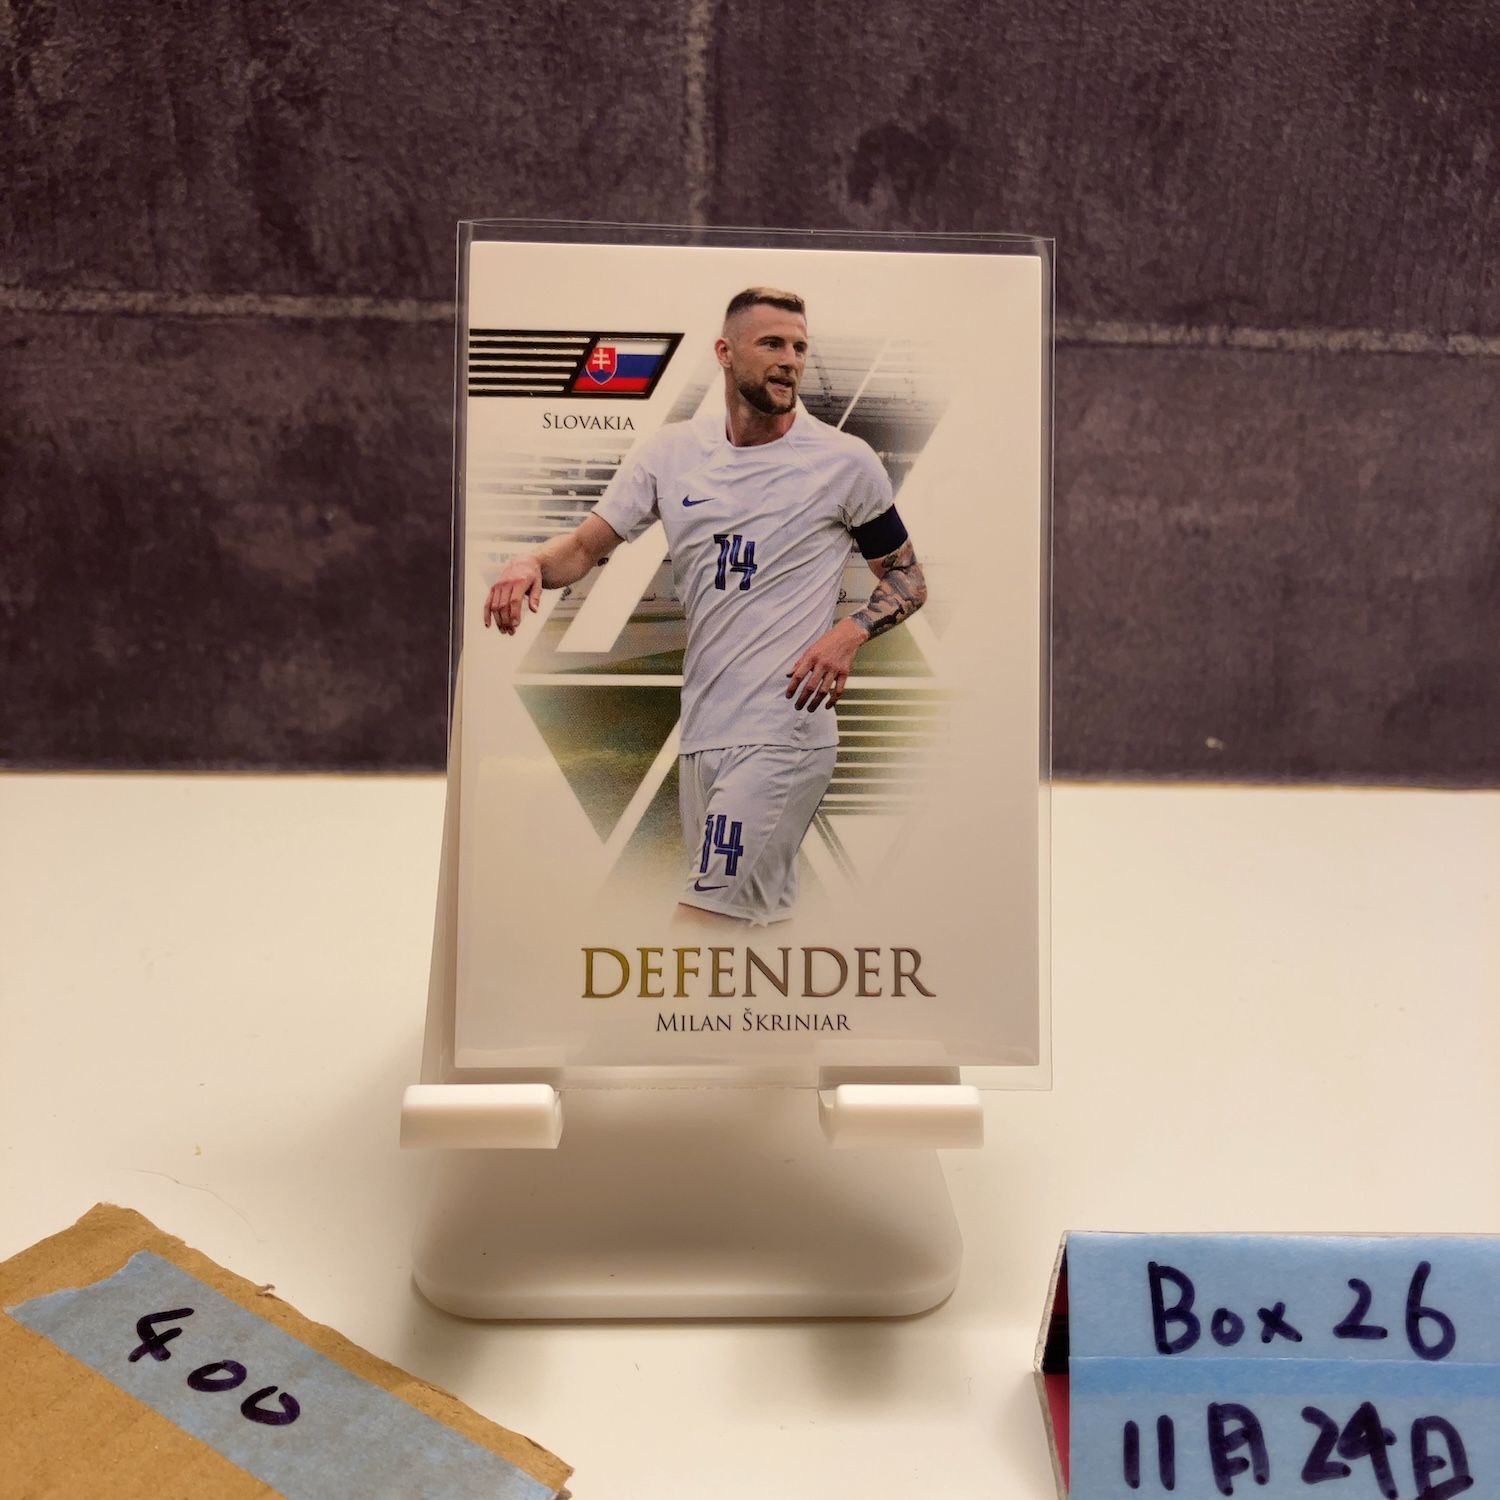 SLOVAKIA
14
14
DEFENDER
MILAN ŠKRINIAR
400
Box 26
11月24日